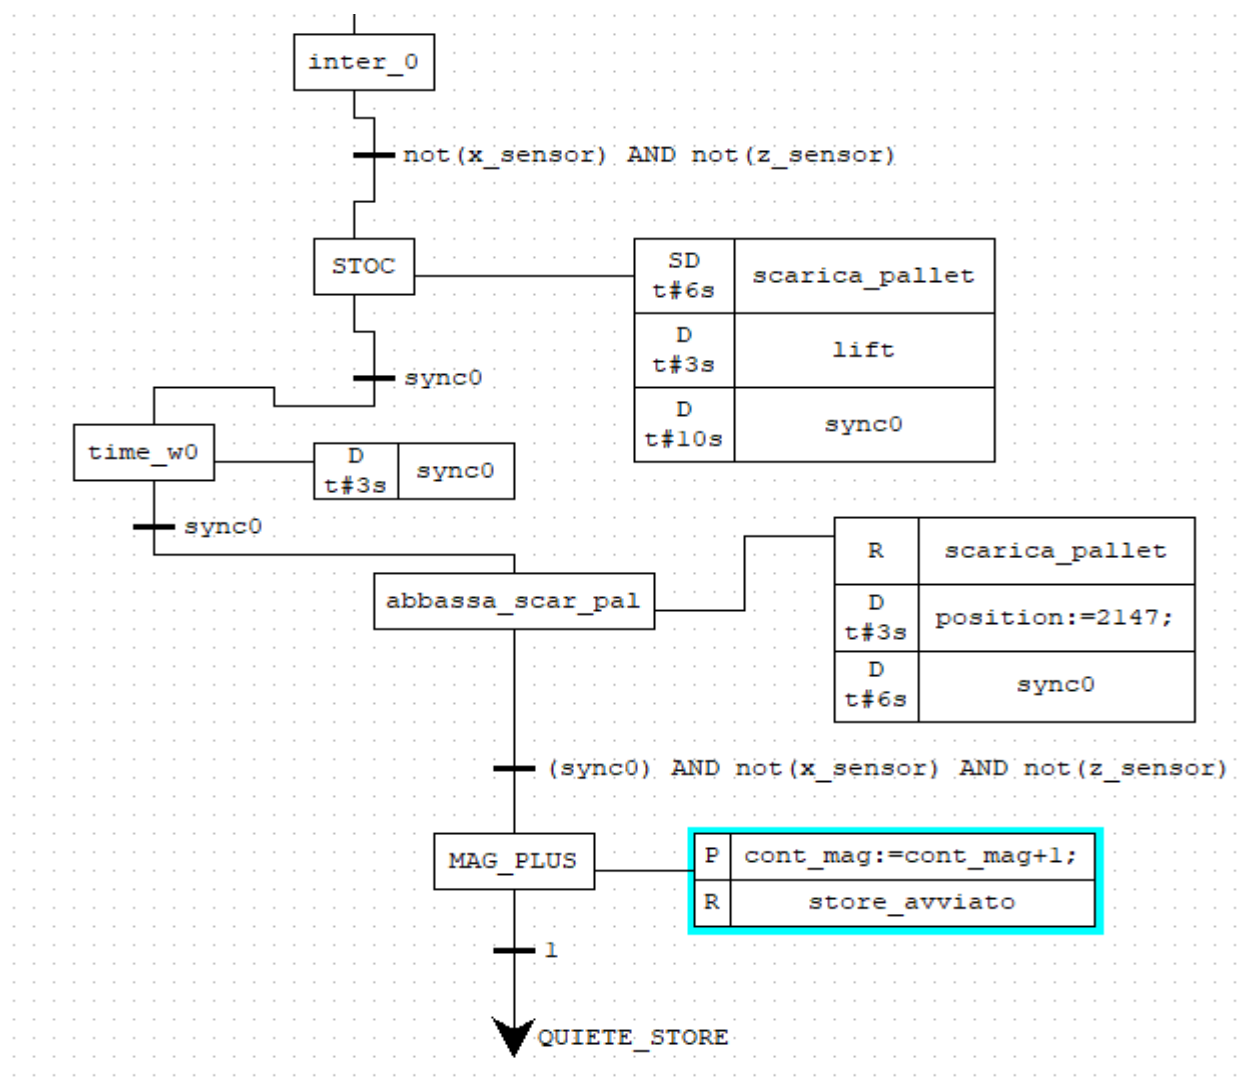 inter_0
not(x_sensor) AND not(z_sensor)
STOC
SD
t#6s
scarica_pallet
D
t#3s
lift
D
t#10s
sync0
sync0
time_w0
D
t#3s
sync0
sync0
abbassa_scar_pal
R
scarica_pallet
D
t#3s
position:=2147;
D
t#6s
sync0
(sync0) AND not(x_sensor) AND not(z_sensor)
MAG_PLUS
P
cont_mag:=cont_mag+1;
R
store_avviato
1
QUIETE_STORE